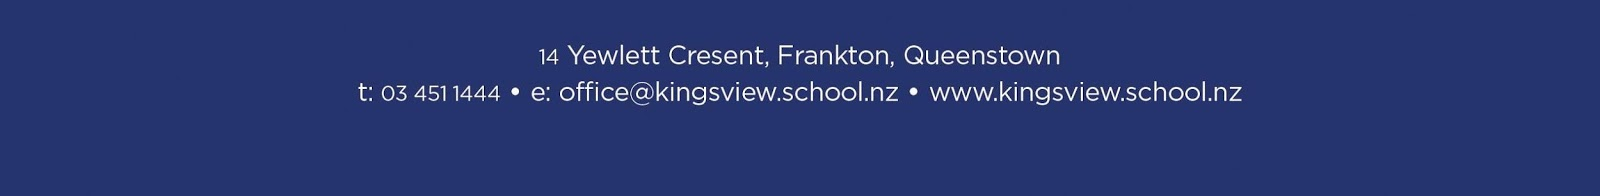 14 Yewlett Cresent, Frankton, Queenstown
t: 03 451 1444 • e: office@kingsview.school.nz • www.kingsview.school.nz